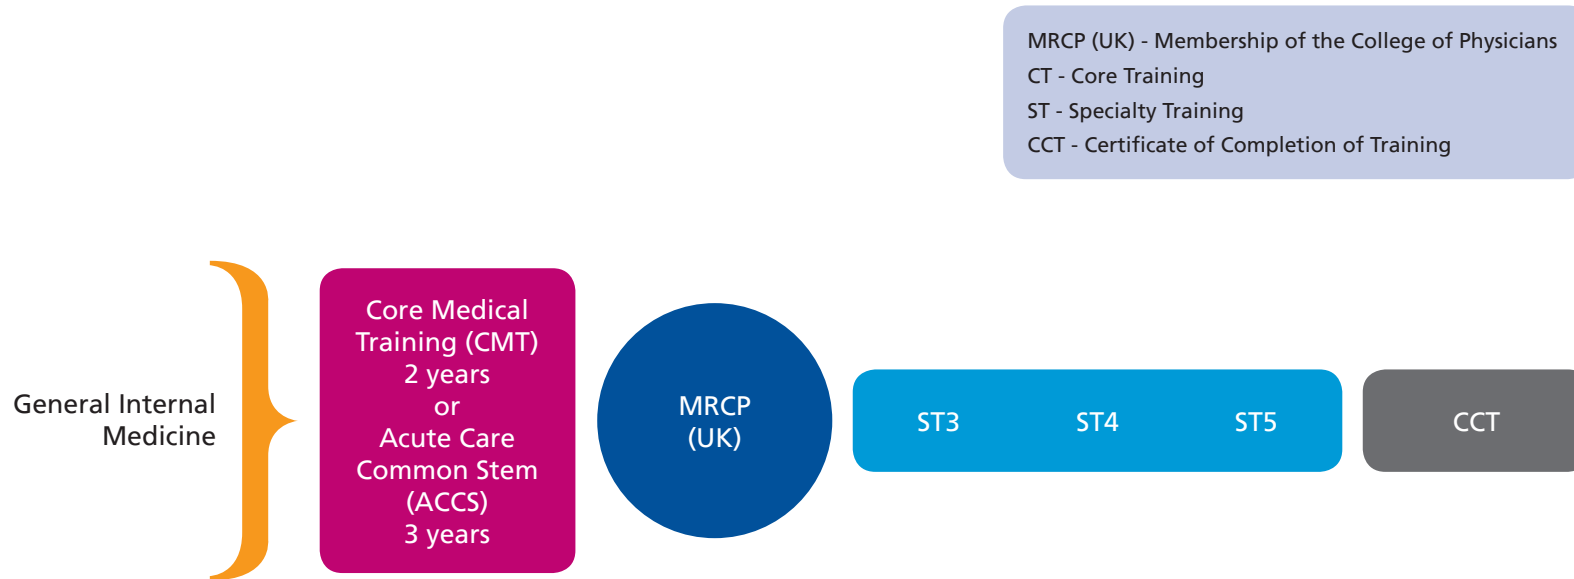 MRCP (UK) - Membership of the College of Physicians
CT - Core Training
ST - Specialty Training
CCT - Certificate of Completion of Training
General Internal
Medicine
Core Medical
Training (CMT)
2 years
or
Acute Care
Common Stem
(ACCS)
3 years
MRCP
(UK)
ST3 ST4 ST5
CCT